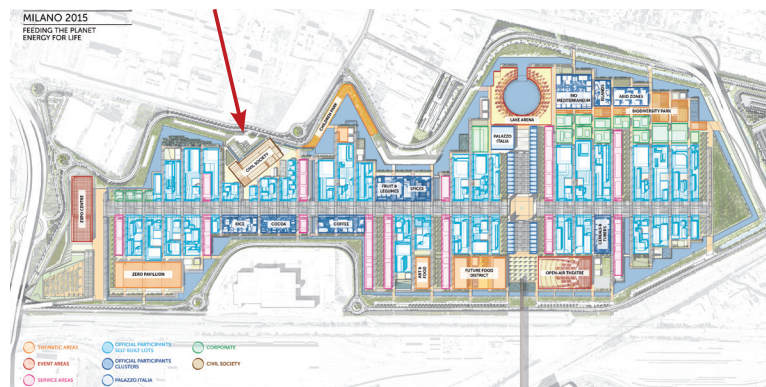 MILANO 2015
FEEDING THE PLANET
ENERGY FOR LIFE
CHILDREN PARK
CIVIL SOCIETY
EXPO CENTRE
ZERO PAVILLION
RICE
COCOA
COFFEE
FRUIT &
LEGUMES
SPICES
ART &
FOOD
LAKE ARENA
PALAZZO
ITALIA
BIO
MEDITERRANEUM
ISLANDS
ARID ZONES
BIODIVERSITY PARK
CEREALS &
TUBERS
FUTURE FOOD
DISTRICT
OPEN-AIR THEATRE
THEMATIC AREAS
EVENT AREAS
SERVICE AREAS
OFFICIAL PARTICIPANTS
SELF BUILT LOTS
OFFICIAL PARTICIPANTS
CLUSTERS
PALAZZO ITALIA
CORPORATE
CIVIL SOCIETY